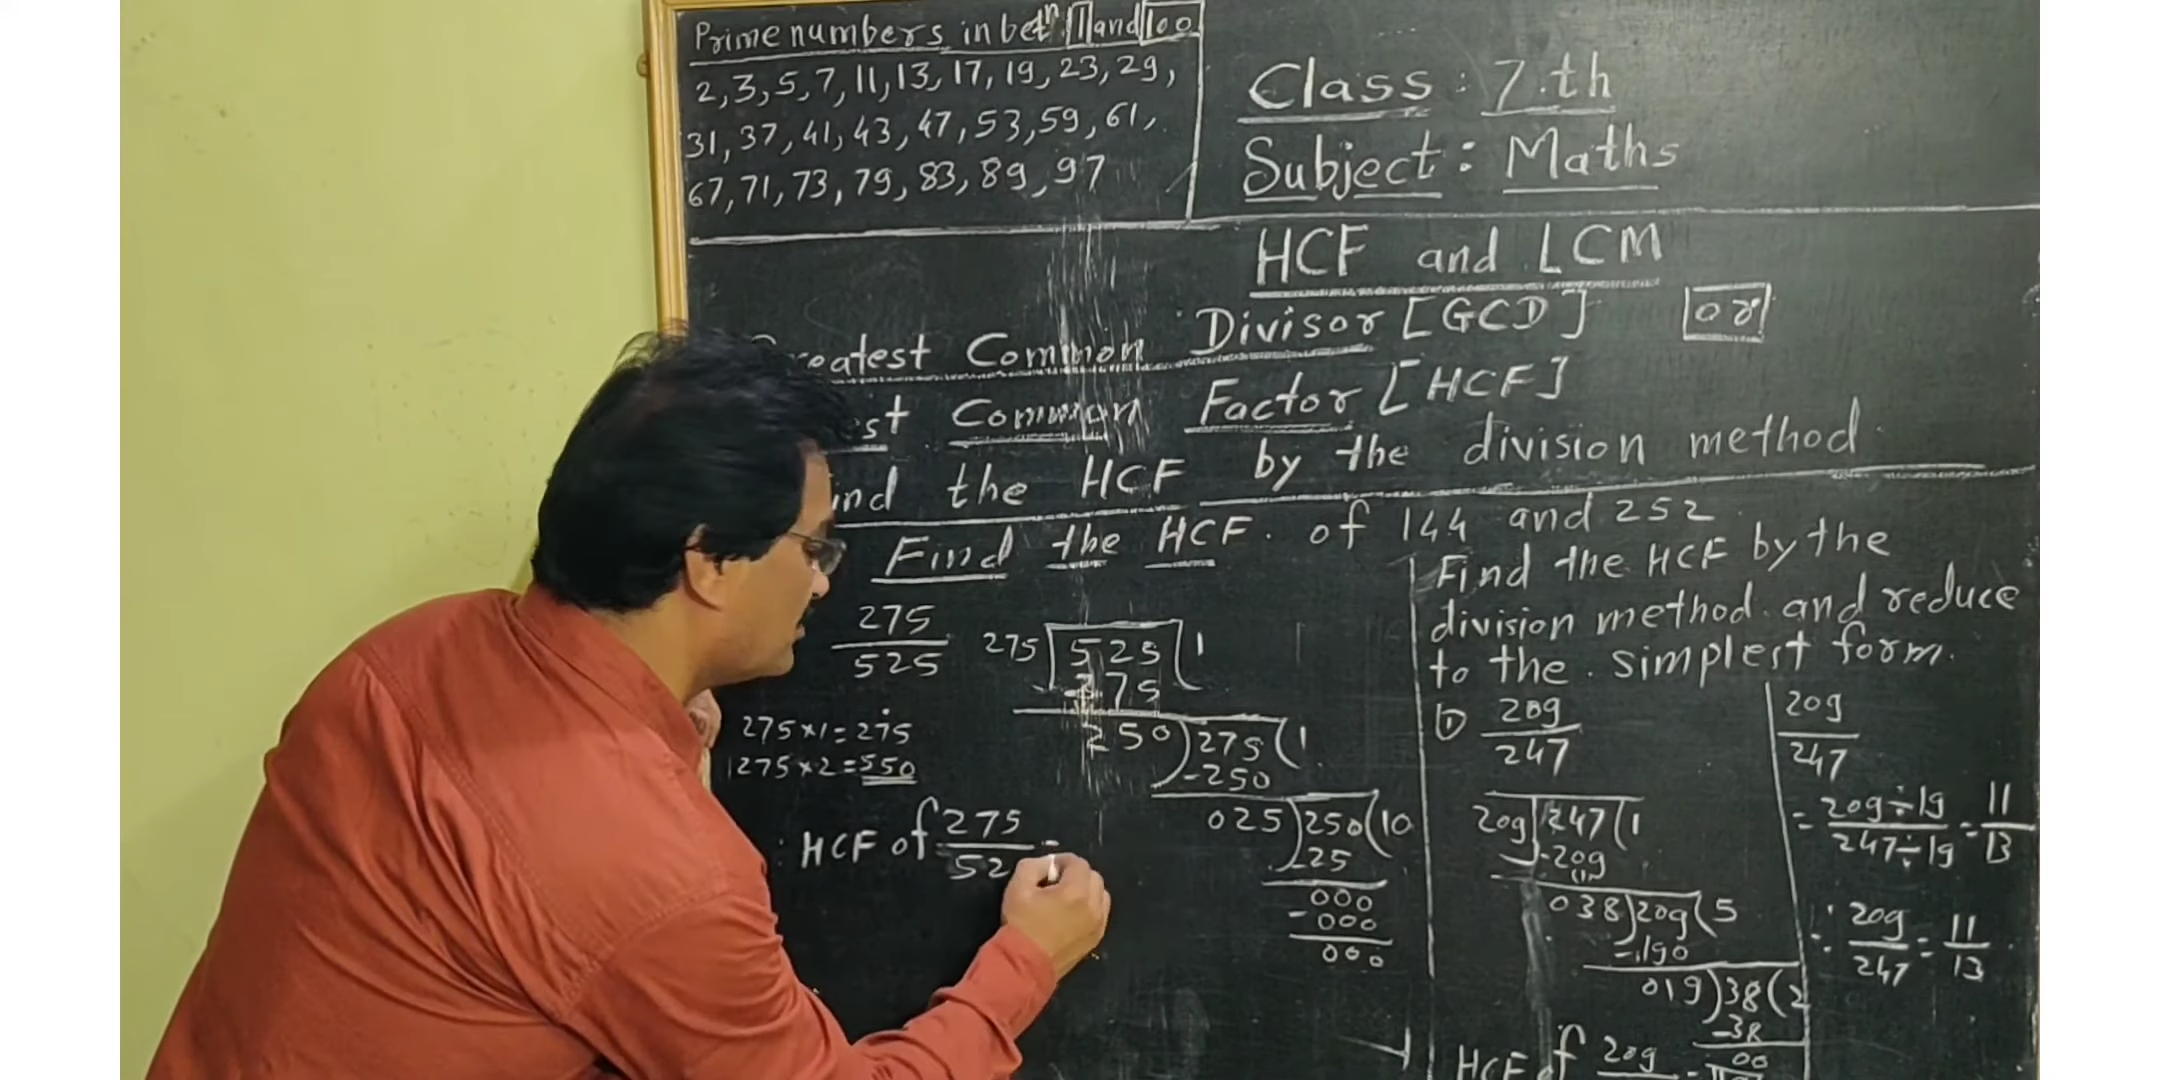 Prime numbers in betn 1 and 100
2, 3, 5, 7, 11, 13, 17, 19, 23, 29,
31, 37, 41, 43, 47, 53, 59, 61,
67, 71, 73, 79, 83, 89, 97
Class : 7.th
Subject : Maths
HCF and LCM
Greatest Common Divisor [GCD] or
est Common Factor [HCF]
ind the HCF by the division method
Find the HCF. of 144 and 252
275
525
275 525 1
-275
250 275 1
-250
025 250 10
-25
000
-000
000
275×1=275
275×2=550
HCF of 275 =
52
Find the HCF by the
division method. and reduce
to the. simplest form.
① 209
247
209 247 1
-209
038 209 5
-190
019 38 2
-38
00
HCF of 209 =
209
247
= 209÷19 = 11
247÷19 13
∴ 209 = 11
247 13